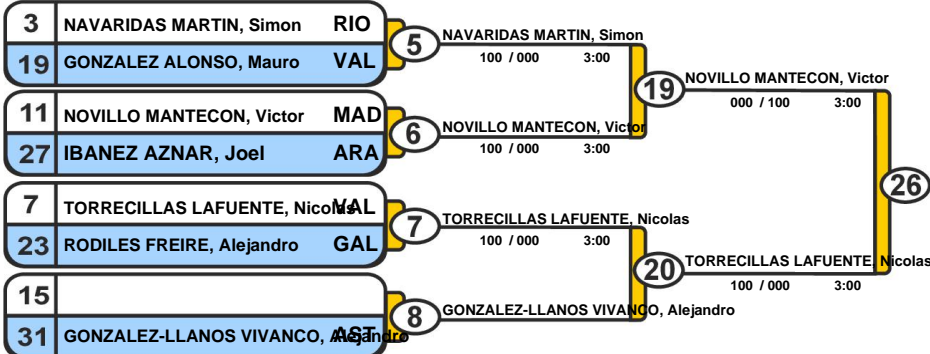 3 NAVARIDAS MARTIN, Simon RIO
19 GONZALEZ ALONSO, Mauro VAL
5 NAVARIDAS MARTIN, Simon
100 / 000 3:00
11 NOVILLO MANTECON, Victor MAD
27 IBANEZ AZNAR, Joel ARA
6 NOVILLO MANTECON, Victor
100 / 000 3:00
19 NOVILLO MANTECON, Victor
000 / 100 3:00
7 TORRECILLAS LAFUENTE, Nicolas VAL
23 RODILES FREIRE, Alejandro GAL
7 TORRECILLAS LAFUENTE, Nicolas
100 / 000 3:00
15
31 GONZALEZ-LLANOS VIVANCO, Alejandro AST
8 GONZALEZ-LLANOS VIVANCO, Alejandro
20 TORRECILLAS LAFUENTE, Nicolas
100 / 000 3:00
26